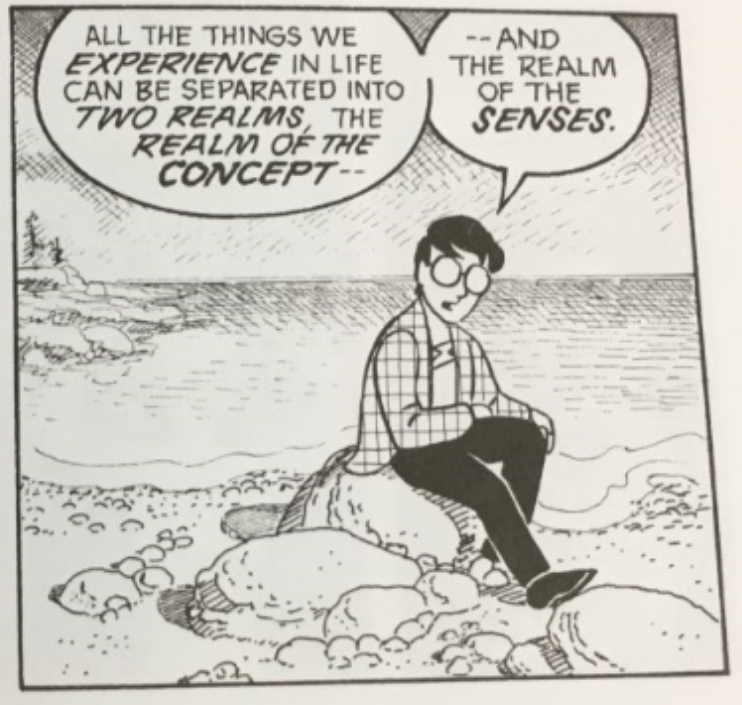 ALL THE THINGS WE
EXPERIENCE IN LIFE
CAN BE SEPARATED INTO
TWO REALMS, THE
REALM OF THE
CONCEPT--
--AND
THE REALM
OF THE
SENSES.